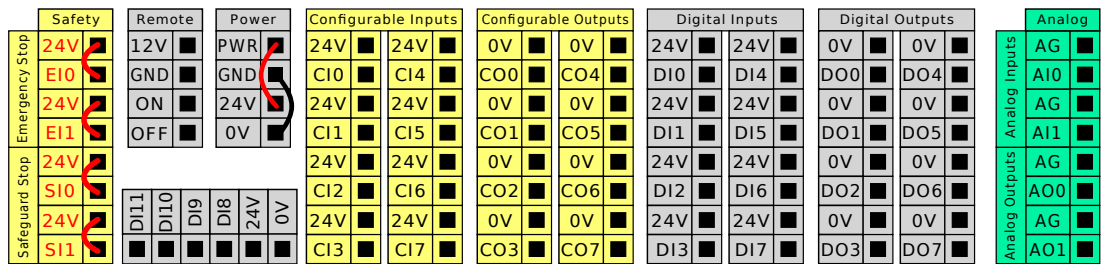 Safety
Emergency Stop
24V
EI0
24V
EI1
Safeguard Stop
24V
SI0
24V
SI1
Remote
12V
GND
ON
OFF
Power
PWR
GND
24V
0V
DI11
DI10
DI9
DI8
24V
0V
Configurable Inputs
24V 24V
CI0 CI4
24V 24V
CI1 CI5
24V 24V
CI2 CI6
24V 24V
CI3 CI7
Configurable Outputs
0V 0V
CO0 CO4
0V 0V
CO1 CO5
0V 0V
CO2 CO6
0V 0V
CO3 CO7
Digital Inputs
24V 24V
DI0 DI4
24V 24V
DI1 DI5
24V 24V
DI2 DI6
24V 24V
DI3 DI7
Digital Outputs
0V 0V
DO0 DO4
0V 0V
DO1 DO5
0V 0V
DO2 DO6
0V 0V
DO3 DO7
Analog
Analog Inputs
AG
AI0
AG
AI1
Analog Outputs
AG
AO0
AG
AO1